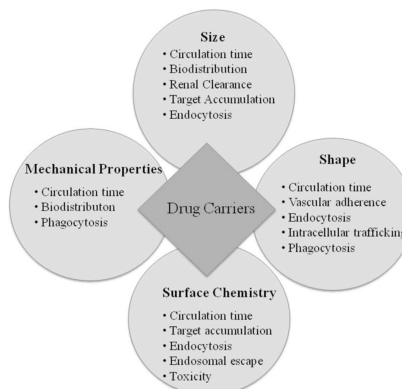 Size
• Circulation time
• Biodistribution
• Renal Clearance
• Target Accumulation
• Endocytosis
Mechanical Properties
• Circulation time
• Biodistributon
• Phagocytosis
Drug Carriers
Shape
• Circulation time
• Vascular adherence
• Endocytosis
• Intracellular trafficking
• Phagocytosis
Surface Chemistry
• Circulation time
• Target accumulation
• Endocytosis
• Endosomal escape
• Toxicity